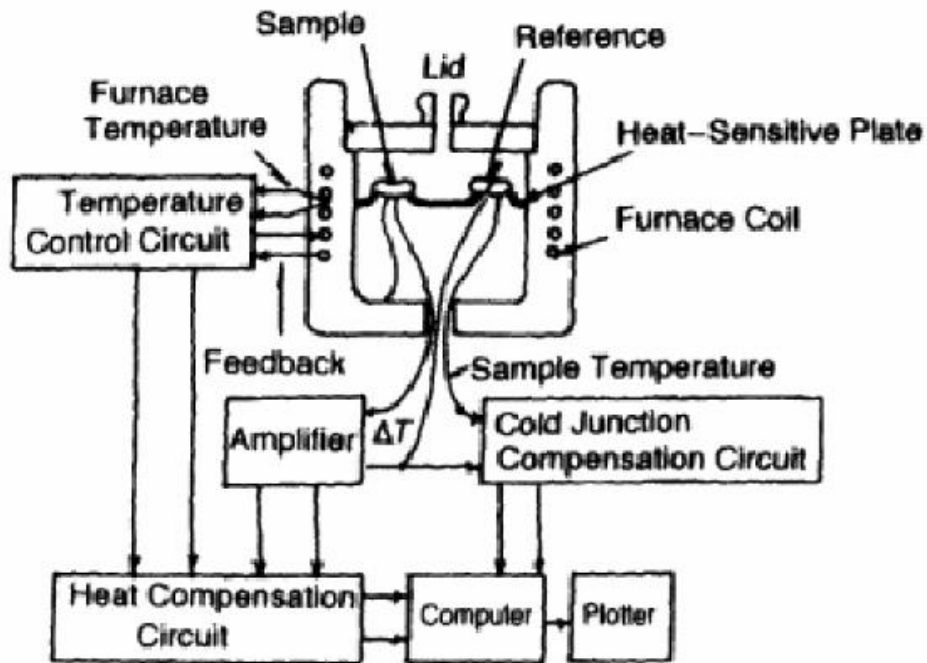 Sample
Reference
Lid
Furnace
Temperature
Heat-Sensitive Plate
Temperature
Control Circuit
Furnace Coil
Feedback
Sample Temperature
Amplifier
ΔT
Cold Junction
Compensation Circuit
Heat Compensation
Circuit
Computer
Plotter